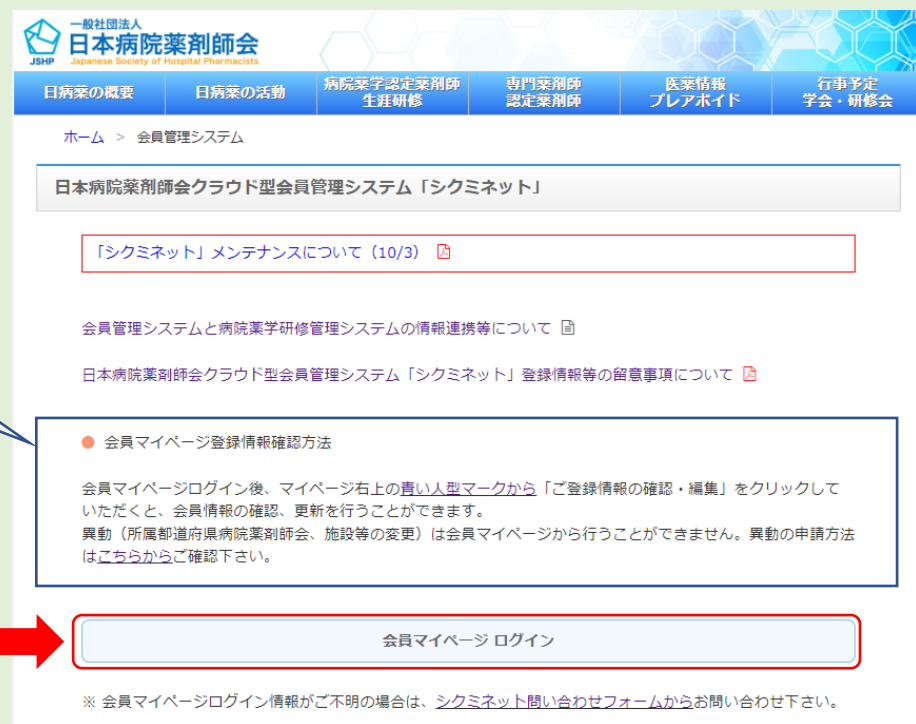 一般社団法人
日本病院薬剤師会
JSHP Japanese Society of Hospital Pharmacists
日病薬の概要 日病薬の活動 病院薬学認定薬剤師 生涯研修 専門薬剤師 認定薬剤師 医薬情報 プレアボイド 行事予定 学会・研修会
ホーム > 会員管理システム
日本病院薬剤師会クラウド型会員管理システム「シクミネット」
「シクミネット」メンテナンスについて（10/3）
会員管理システムと病院薬学研修管理システムの情報連携等について
日本病院薬剤師会クラウド型会員管理システム「シクミネット」登録情報等の留意事項について
● 会員マイページ登録情報確認方法
会員マイページログイン後、マイページ右上の青い人型マークから「ご登録情報の確認・編集」をクリックして
いただくと、会員情報の確認、更新を行うことができます。
異動（所属都道府県病院薬剤師会、施設等の変更）は会員マイページから行うことができません。異動の申請方法
はこちらからご確認下さい。
会員マイページ ログイン
※ 会員マイページログイン情報がご不明の場合は、シクミネット問い合わせフォームからお問い合わせ下さい。